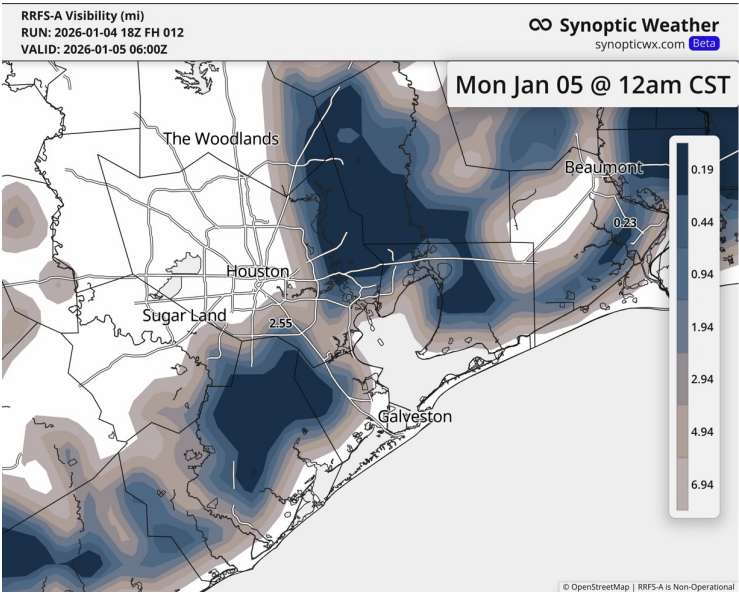 RRFS-A Visibility (mi)
RUN: 2026-01-04 18Z FH 012
VALID: 2026-01-05 06:00Z
Synoptic Weather
synopticwx.com Beta
Mon Jan 05 @ 12am CST
The Woodlands
Beaumont
0.23
Houston
Sugar Land
2.55
Galveston
0.19
0.44
0.94
1.94
2.94
4.94
6.94
© OpenStreetMap | RRFS-A is Non-Operational